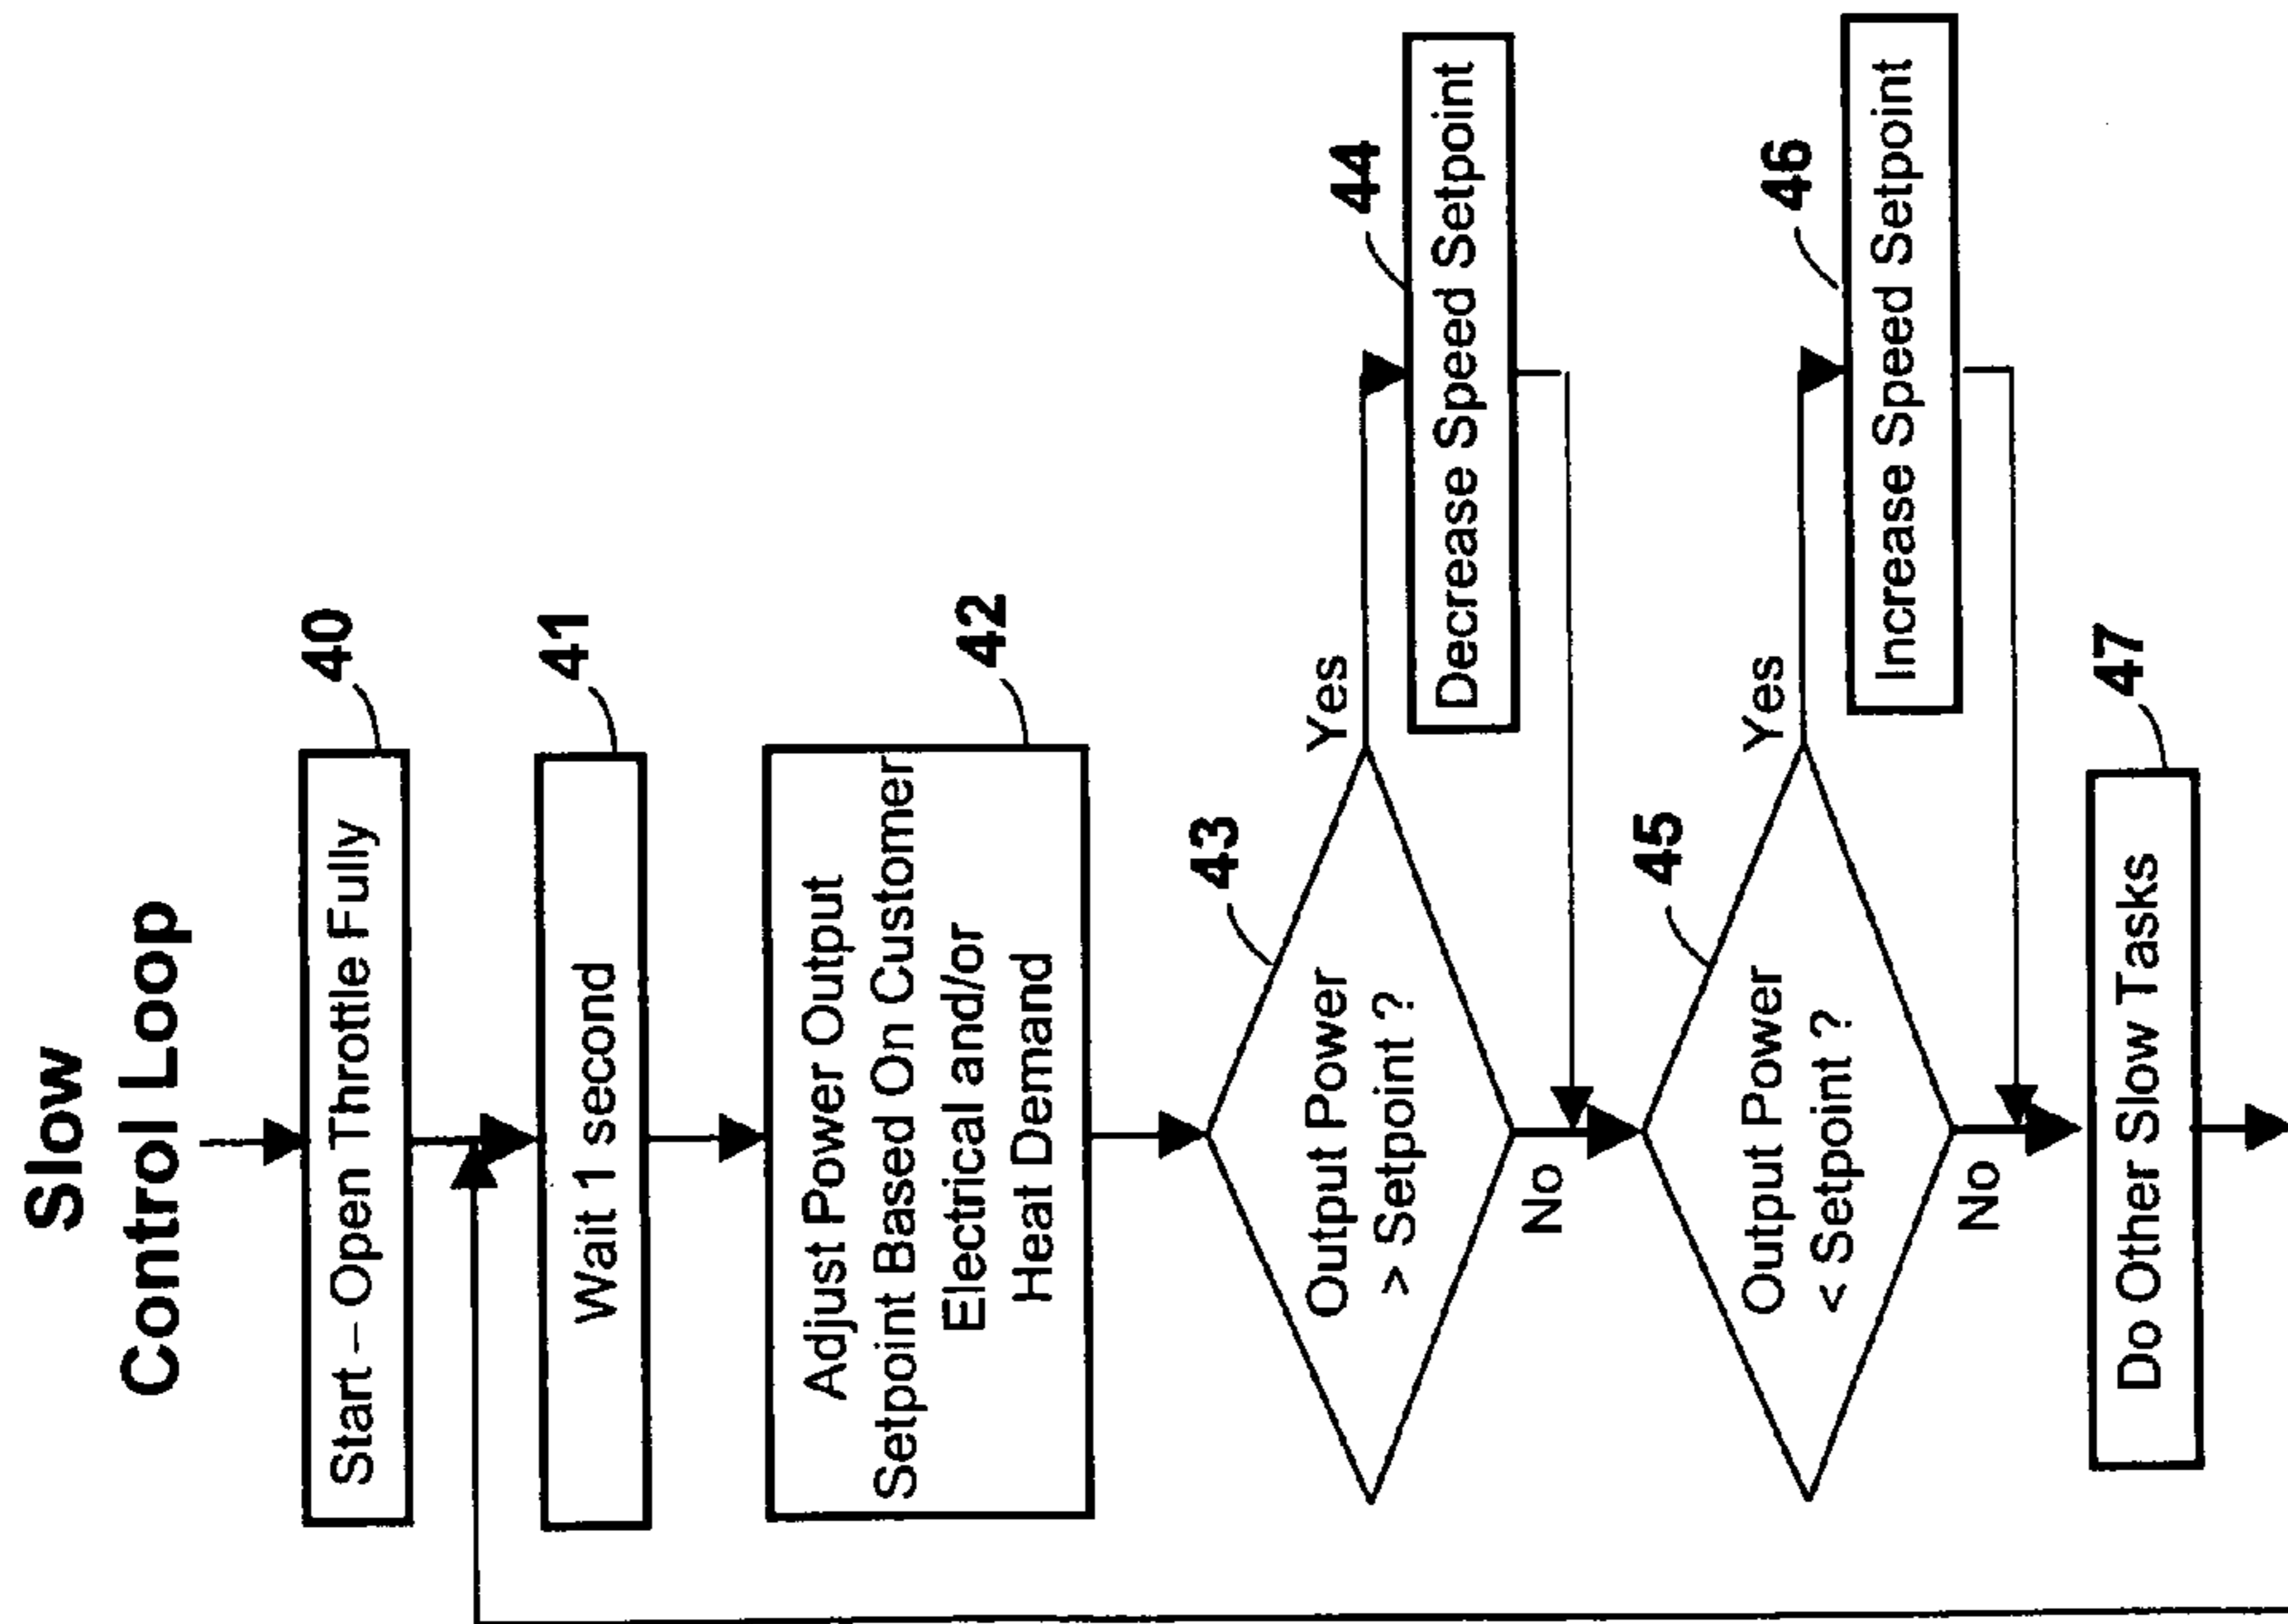 Slow
Control Loop
40
Start – Open Throttle Fully
41
Wait 1 second
42
Adjust Power Output
Setpoint Based On Customer
Electrical and/or
Heat Demand
43
Output Power
> Setpoint ?
Yes
44
Decrease Speed Setpoint
No
45
Output Power
< Setpoint ?
Yes
46
Increase Speed Setpoint
No
47
Do Other Slow Tasks